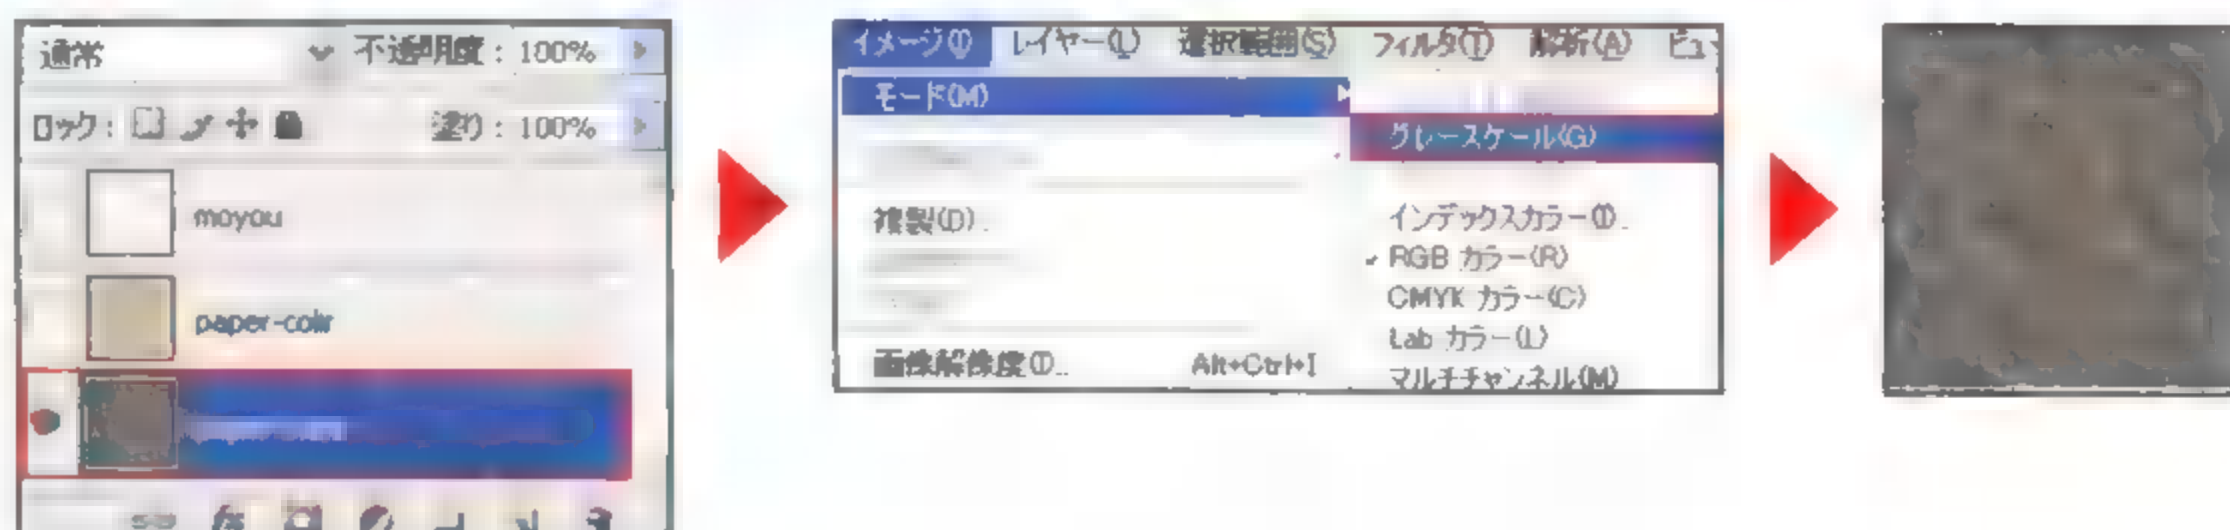 通常 不透明度: 100%
ロック: 塗り: 100%
moyou
paper-colir
イメージ(I) レイヤー(L) 選択範囲(S) フィルタ(T) 解析(A) ビュ
モード(M)
グレースケール(G)
複製(D)...
インデックスカラー(I)...
RGB カラー(R)
CMYK カラー(C)
Lab カラー(L)
画像解像度(I)... Alt+Ctrl+I
マルチチャンネル(M)